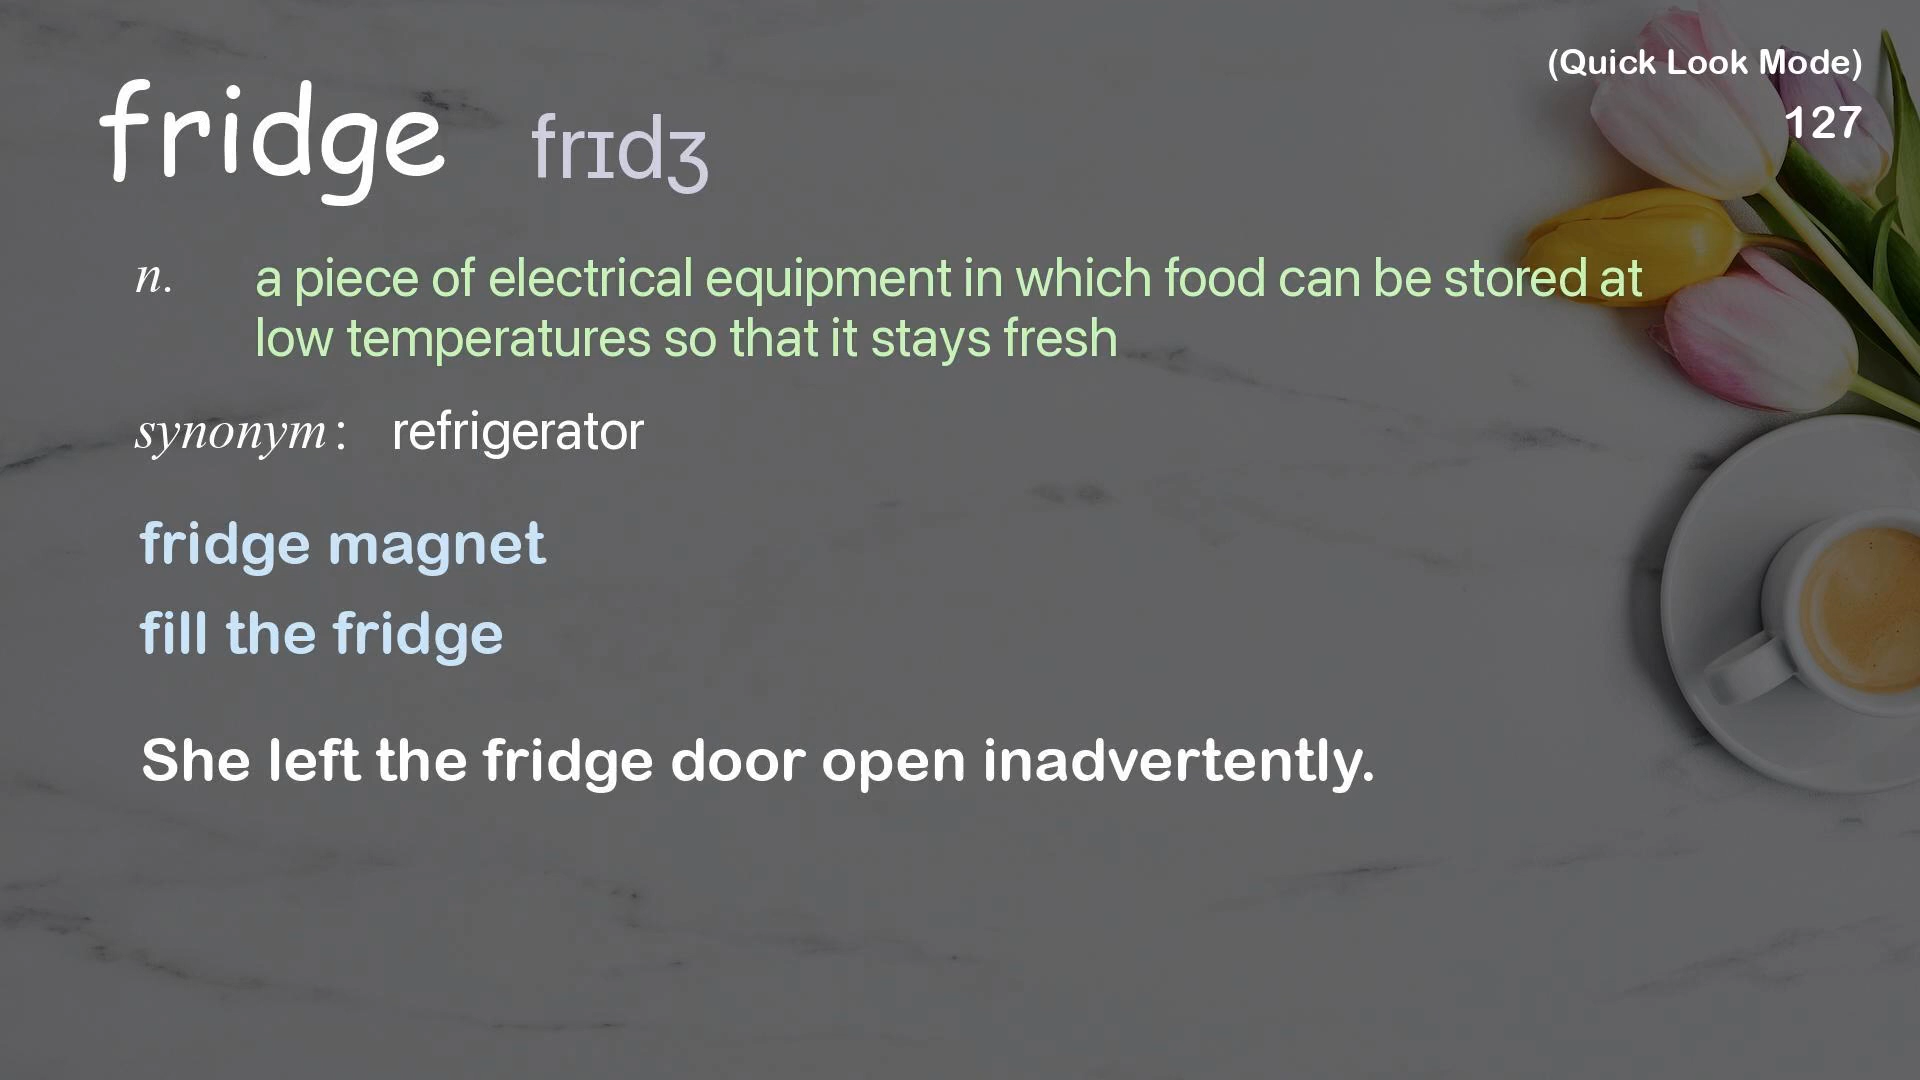 (Quick Look Mode)
127
fridge frɪdʒ
n. a piece of electrical equipment in which food can be stored at
low temperatures so that it stays fresh
synonym: refrigerator
fridge magnet
fill the fridge
She left the fridge door open inadvertently.